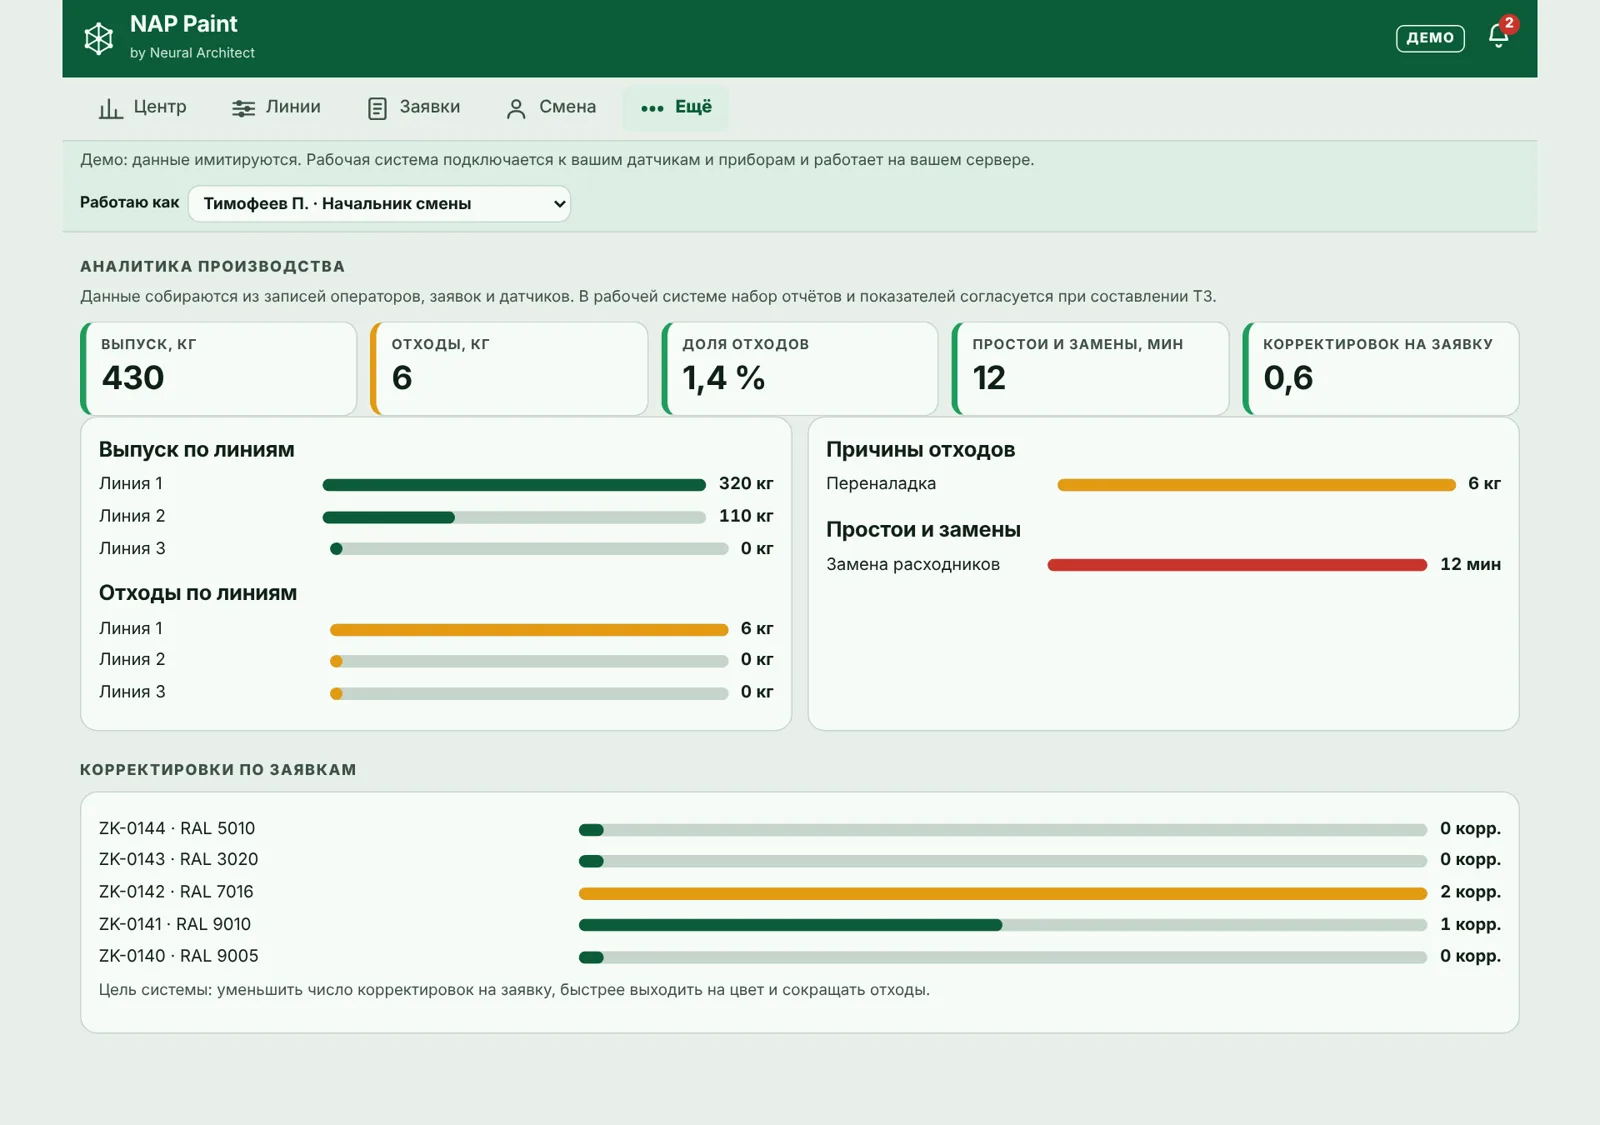 NAP Paint
by Neural Architect
ДЕМО
2
Центр
Линии
Заявки
Смена
Ещё
Демо: данные имитируются. Рабочая система подключается к вашим датчикам и приборам и работает на вашем сервере.
Работаю как
Тимофеев П. · Начальник смены
АНАЛИТИКА ПРОИЗВОДСТВА
Данные собираются из записей операторов, заявок и датчиков. В рабочей системе набор отчётов и показателей согласуется при составлении ТЗ.
ВЫПУСК, КГ
430
ОТХОДЫ, КГ
6
ДОЛЯ ОТХОДОВ
1,4 %
ПРОСТОИ И ЗАМЕНЫ, МИН
12
КОРРЕКТИРОВОК НА ЗАЯВКУ
0,6
Выпуск по линиям
Линия 1 320 кг
Линия 2 110 кг
Линия 3 0 кг
Отходы по линиям
Линия 1 6 кг
Линия 2 0 кг
Линия 3 0 кг
Причины отходов
Переналадка 6 кг
Простои и замены
Замена расходников 12 мин
КОРРЕКТИРОВКИ ПО ЗАЯВКАМ
ZK-0144 · RAL 5010 0 корр.
ZK-0143 · RAL 3020 0 корр.
ZK-0142 · RAL 7016 2 корр.
ZK-0141 · RAL 9010 1 корр.
ZK-0140 · RAL 9005 0 корр.
Цель системы: уменьшить число корректировок на заявку, быстрее выходить на цвет и сокращать отходы.